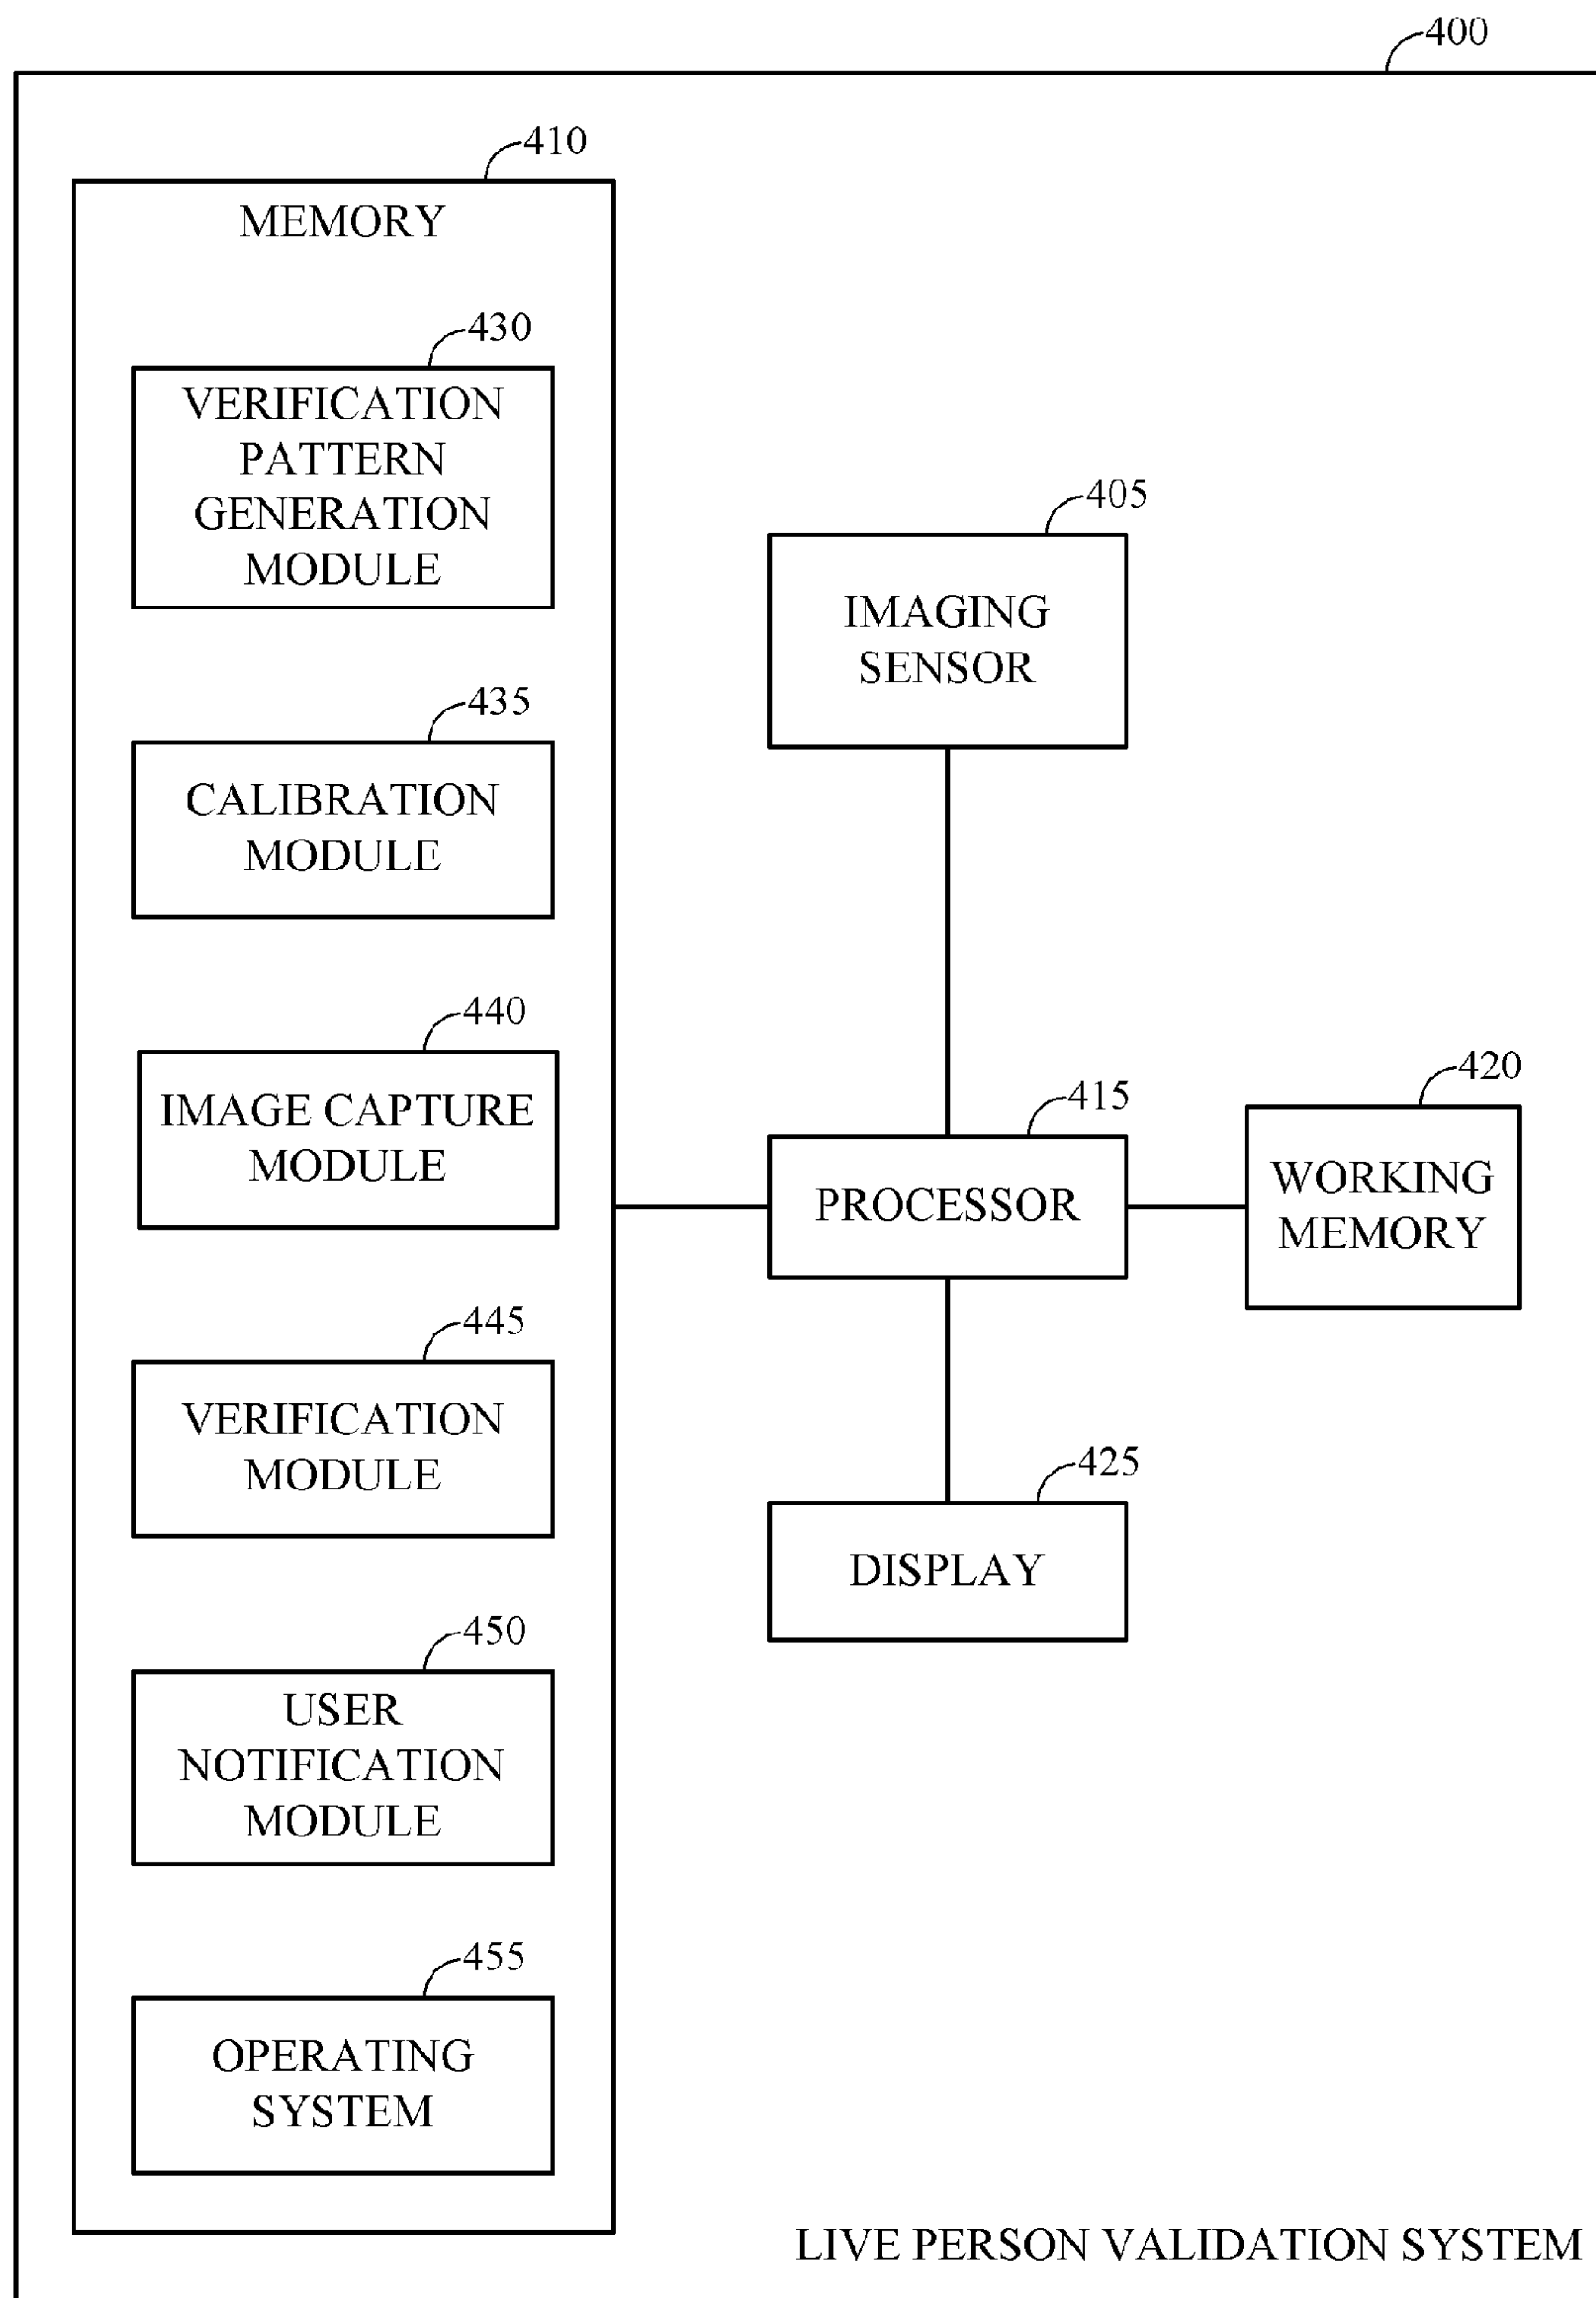 400
410
MEMORY
430
VERIFICATION
PATTERN
GENERATION
MODULE
435
CALIBRATION
MODULE
440
IMAGE CAPTURE
MODULE
445
VERIFICATION
MODULE
450
USER
NOTIFICATION
MODULE
455
OPERATING
SYSTEM
405
IMAGING
SENSOR
415
PROCESSOR
420
WORKING
MEMORY
425
DISPLAY
LIVE PERSON VALIDATION SYSTEM